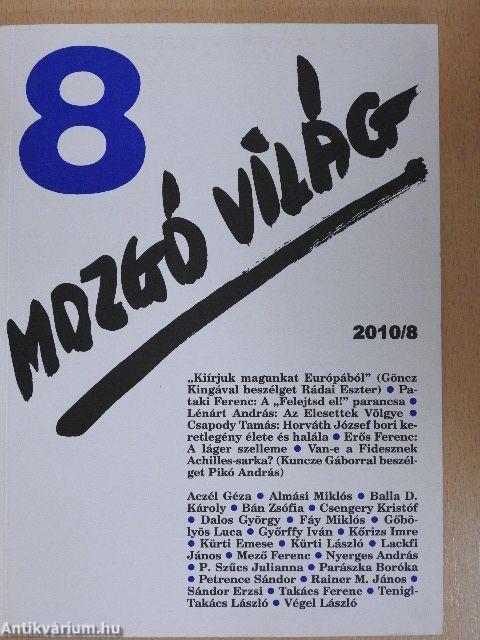 8
MOZGÓ VILÁG
2010/8
„Kiírjuk magunkat Európából” (Göncz
Kingával beszélget Rádai Eszter) ● Pa-
taki Ferenc: A „Felejtsd el!” parancsa ●
Lénárt András: Az Elesettek Völgye ●
Csapody Tamás: Horváth József bori ke-
retlegény élete és halála ● Erős Ferenc:
A láger szelleme ● Van-e a Fidesznek
Achilles-sarka? (Kuncze Gáborral beszél-
get Pikó András)
Aczél Géza ● Almási Miklós ● Balla D.
Károly ● Bán Zsófia ● Csengery Kristóf
● Dalos György ● Fáy Miklós ● Göbö-
lyös Luca ● Győrffy Iván ● Kőrizs Imre
● Kürti Emese ● Kürti László ● Lackfi
János ● Mező Ferenc ● Nyerges András
● P. Szűcs Julianna ● Parászka Boróka
● Petrence Sándor ● Rainer M. János ●
Sándor Erzsi ● Takács Ferenc ● Tenigl-
Takács László ● Végel László
Antikvárium.hu